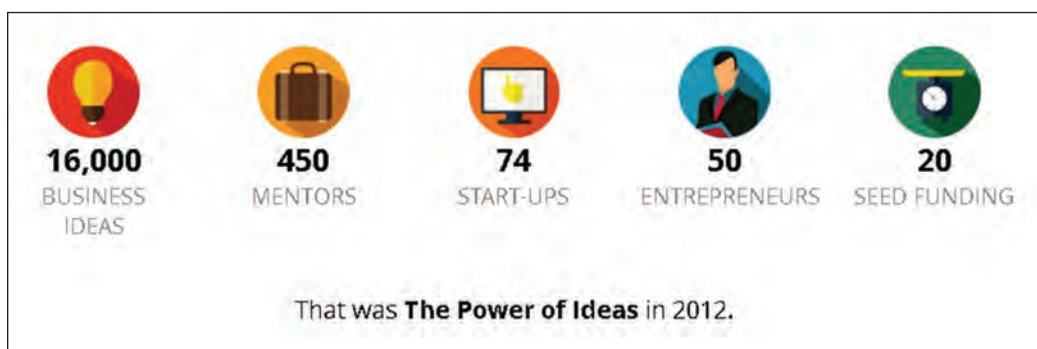 16,000
BUSINESS
IDEAS
450
MENTORS
74
START-UPS
50
ENTREPRENEURS
20
SEED FUNDING
That was The Power of Ideas in 2012.